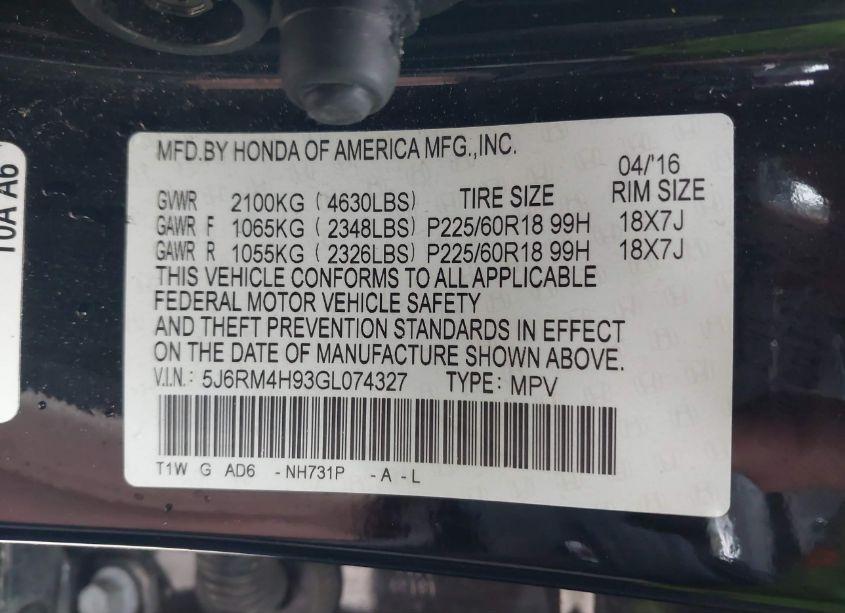 MFD.BY HONDA OF AMERICA MFG.,INC.
04/'16
GVWR 2100KG ( 4630LBS) TIRE SIZE RIM SIZE
GAWR F 1065KG ( 2348LBS) P225/60R18 99H 18X7J
GAWR R 1055KG ( 2326LBS) P225/60R18 99H 18X7J
THIS VEHICLE CONFORMS TO ALL APPLICABLE
FEDERAL MOTOR VEHICLE SAFETY
AND THEFT PREVENTION STANDARDS IN EFFECT
ON THE DATE OF MANUFACTURE SHOWN ABOVE.
V.I.N.: 5J6RM4H93GL074327 TYPE: MPV
T1W G AD6 -NH731P -A -L